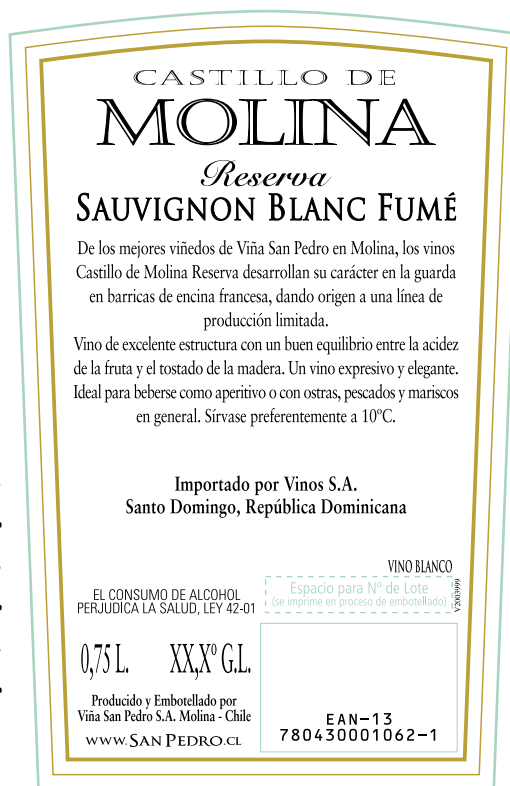 CASTILLO DE
MOLINA
Reserva
SAUVIGNON BLANC FUMÉ
De los mejores viñedos de Viña San Pedro en Molina, los vinos
Castillo de Molina Reserva desarrollan su carácter en la guarda
en barricas de encina francesa, dando origen a una línea de
producción limitada.
Vino de excelente estructura con un buen equilibrio entre la acidez
de la fruta y el tostado de la madera. Un vino expresivo y elegante.
Ideal para beberse como aperitivo o con ostras, pescados y mariscos
en general. Sírvase preferentemente a 10ºC.
Importado por Vinos S.A.
Santo Domingo, República Dominicana
VINO BLANCO
EL CONSUMO DE ALCOHOL
PERJUDICA LA SALUD, LEY 42-01
Espacio para Nº de Lote
(se imprime en proceso de embotellado)
V2003999
0,75 L. XX,Xº G.L.
Producido y Embotellado por
Viña San Pedro S.A. Molina - Chile
WWW.SAN PEDRO.CL
EAN-13
780430001062-1